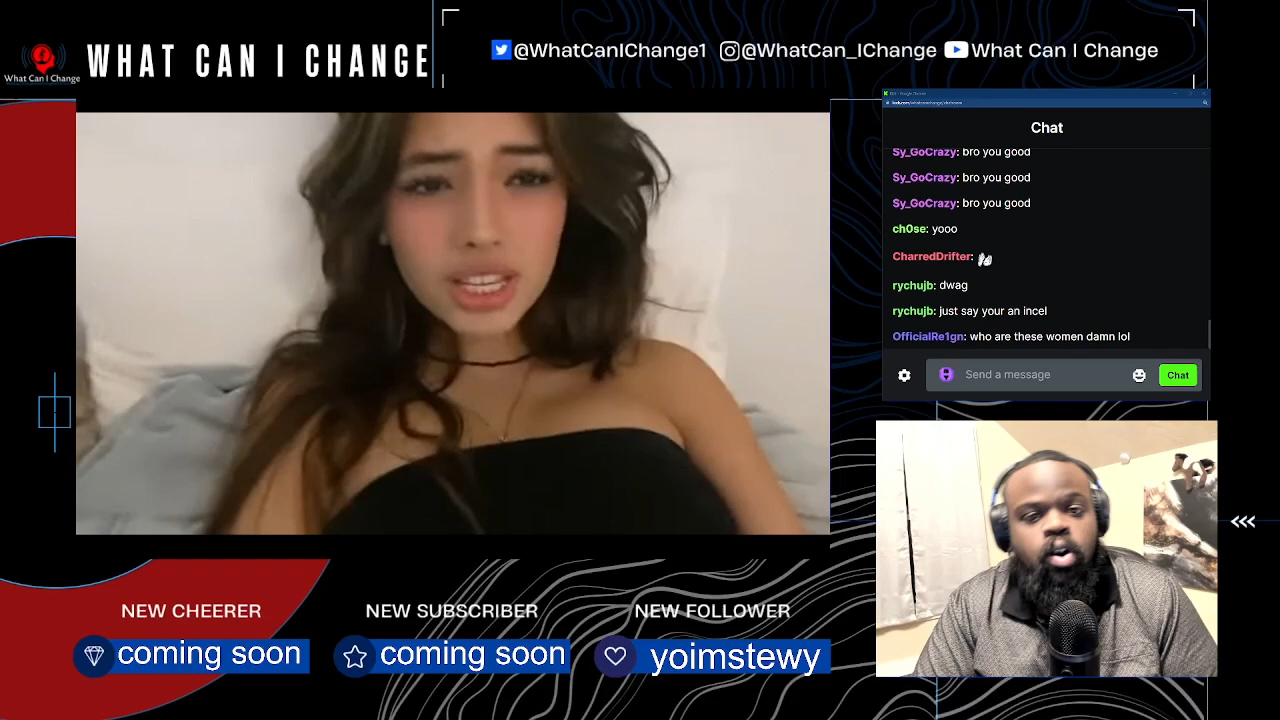 What Can I Change
WHAT CAN I CHANGE
@WhatCanIChange1 @WhatCan_IChange What Can I Change
Chat
Sy_GoCrazy: bro you good
Sy_GoCrazy: bro you good
Sy_GoCrazy: bro you good
ch0se: yooo
CharredDrifter:
rychujb: dwag
rychujb: just say your an incel
OfficialRe1gn: who are these women damn lol
Send a message
Chat
NEW CHEERER
NEW SUBSCRIBER
NEW FOLLOWER
coming soon
coming soon
yoimstewy